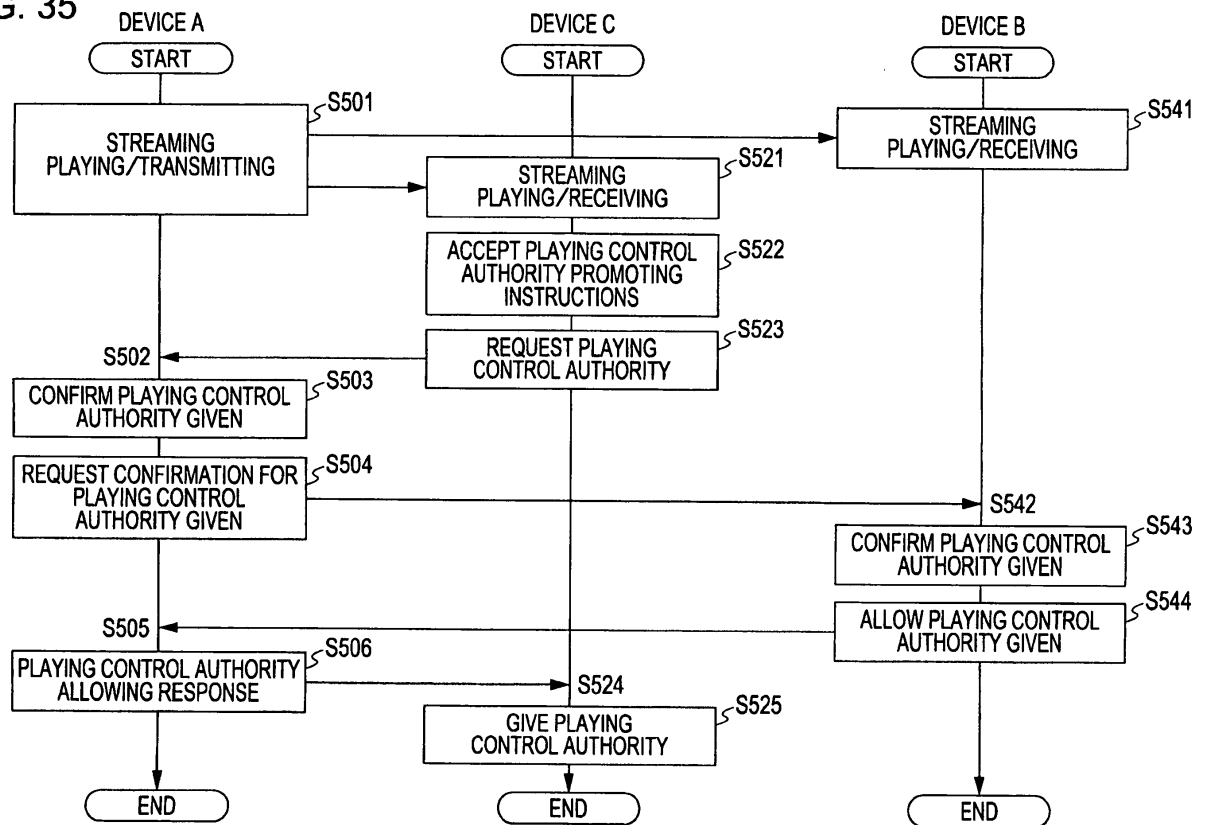 G. 35
DEVICE A
DEVICE C
DEVICE B
START
START
START
S501
STREAMING
PLAYING/TRANSMITTING
S541
STREAMING
PLAYING/RECEIVING
S521
STREAMING
PLAYING/RECEIVING
S522
ACCEPT PLAYING CONTROL
AUTHORITY PROMOTING
INSTRUCTIONS
S523
REQUEST PLAYING
CONTROL AUTHORITY
S502
S503
CONFIRM PLAYING CONTROL
AUTHORITY GIVEN
S504
REQUEST CONFIRMATION FOR
PLAYING CONTROL
AUTHORITY GIVEN
S542
S543
CONFIRM PLAYING CONTROL
AUTHORITY GIVEN
S544
ALLOW PLAYING CONTROL
AUTHORITY GIVEN
S505
S506
PLAYING CONTROL AUTHORITY
ALLOWING RESPONSE
S524
S525
GIVE PLAYING
CONTROL AUTHORITY
END
END
END